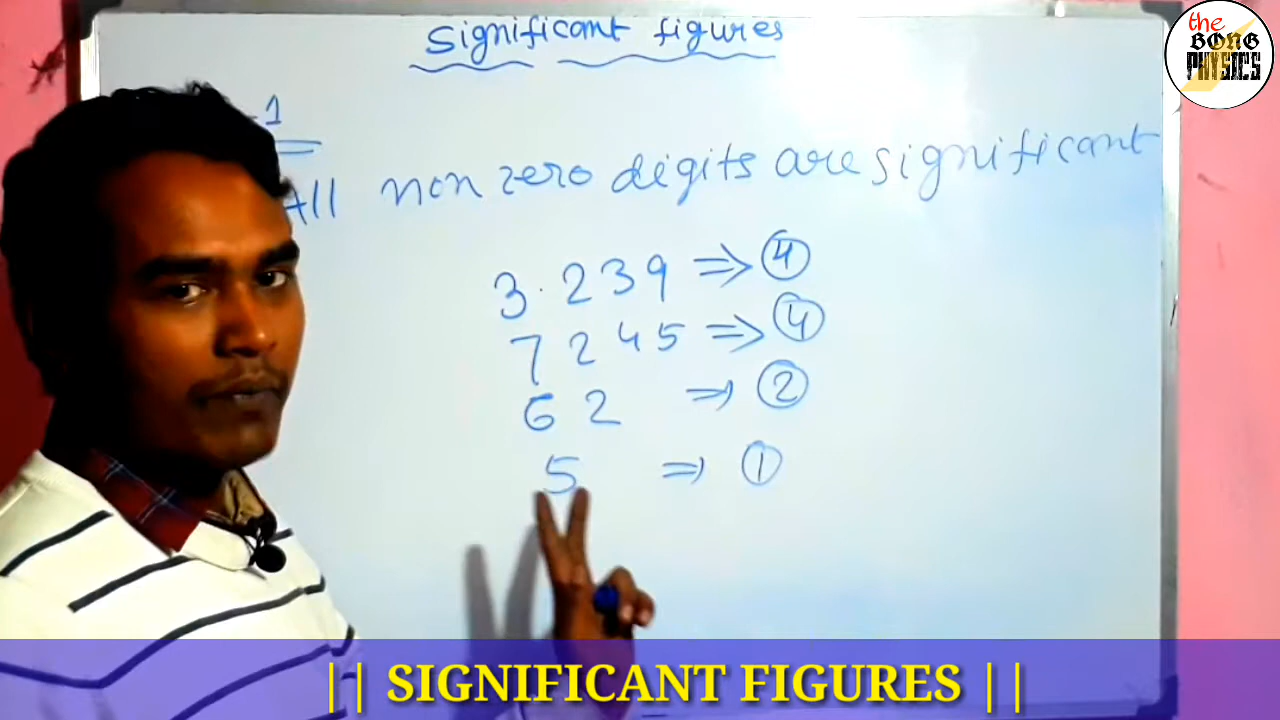 Significant figures
the
BONG
PHYSICS
-1
All non zero digits are significant
3.239 ⇒ 4
7245 ⇒ 4
62 ⇒ 2
5 ⇒ 1
|| SIGNIFICANT FIGURES ||